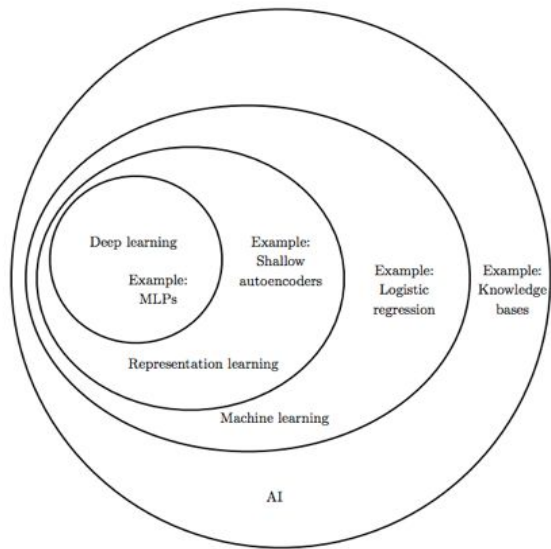 Deep learning
Example:
MLPs
Example:
Shallow
autoencoders
Example:
Logistic
regression
Example:
Knowledge
bases
Representation learning
Machine learning
AI